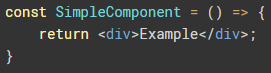 const SimpleComponent = () => {
    return <div>Example</div>;
}